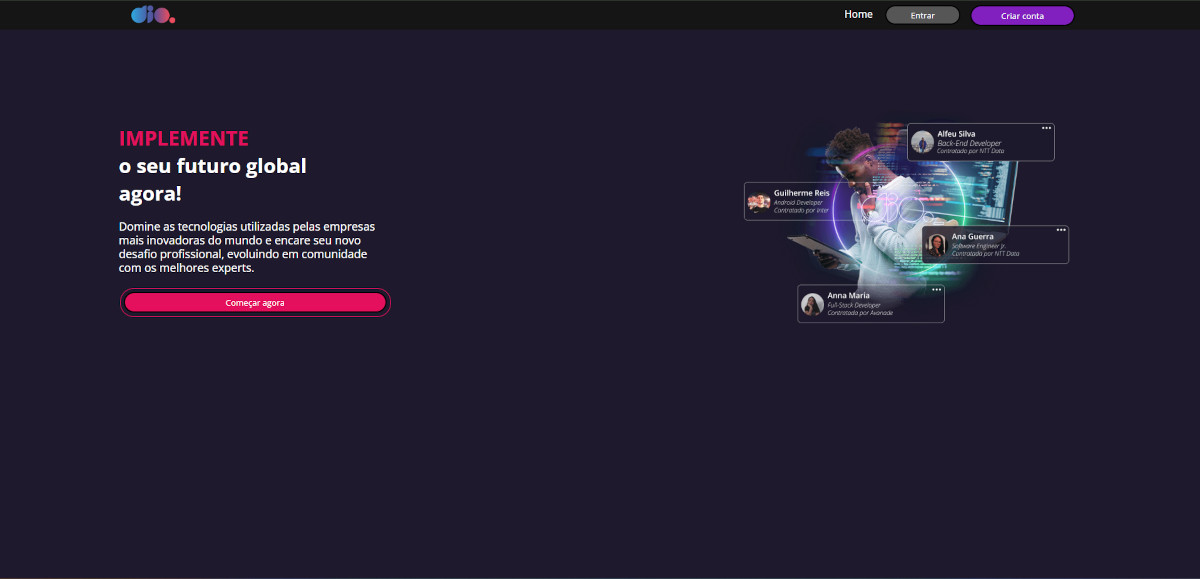 dio.
Home
Entrar
Criar conta
IMPLEMENTE
o seu futuro global
agora!
Domine as tecnologias utilizadas pelas empresas
mais inovadoras do mundo e encare seu novo
desafio profissional, evoluindo em comunidade
com os melhores experts.
Começar agora
Alfeu Silva
Back-End Developer
Contratado por NTT Data
Guilherme Reis
Android Developer
Contratado por Inter
Ana Guerra
Software Engineer Jr.
Contratada por NTT Data
Anna Maria
Full-Stack Developer
Contratada por Avanade